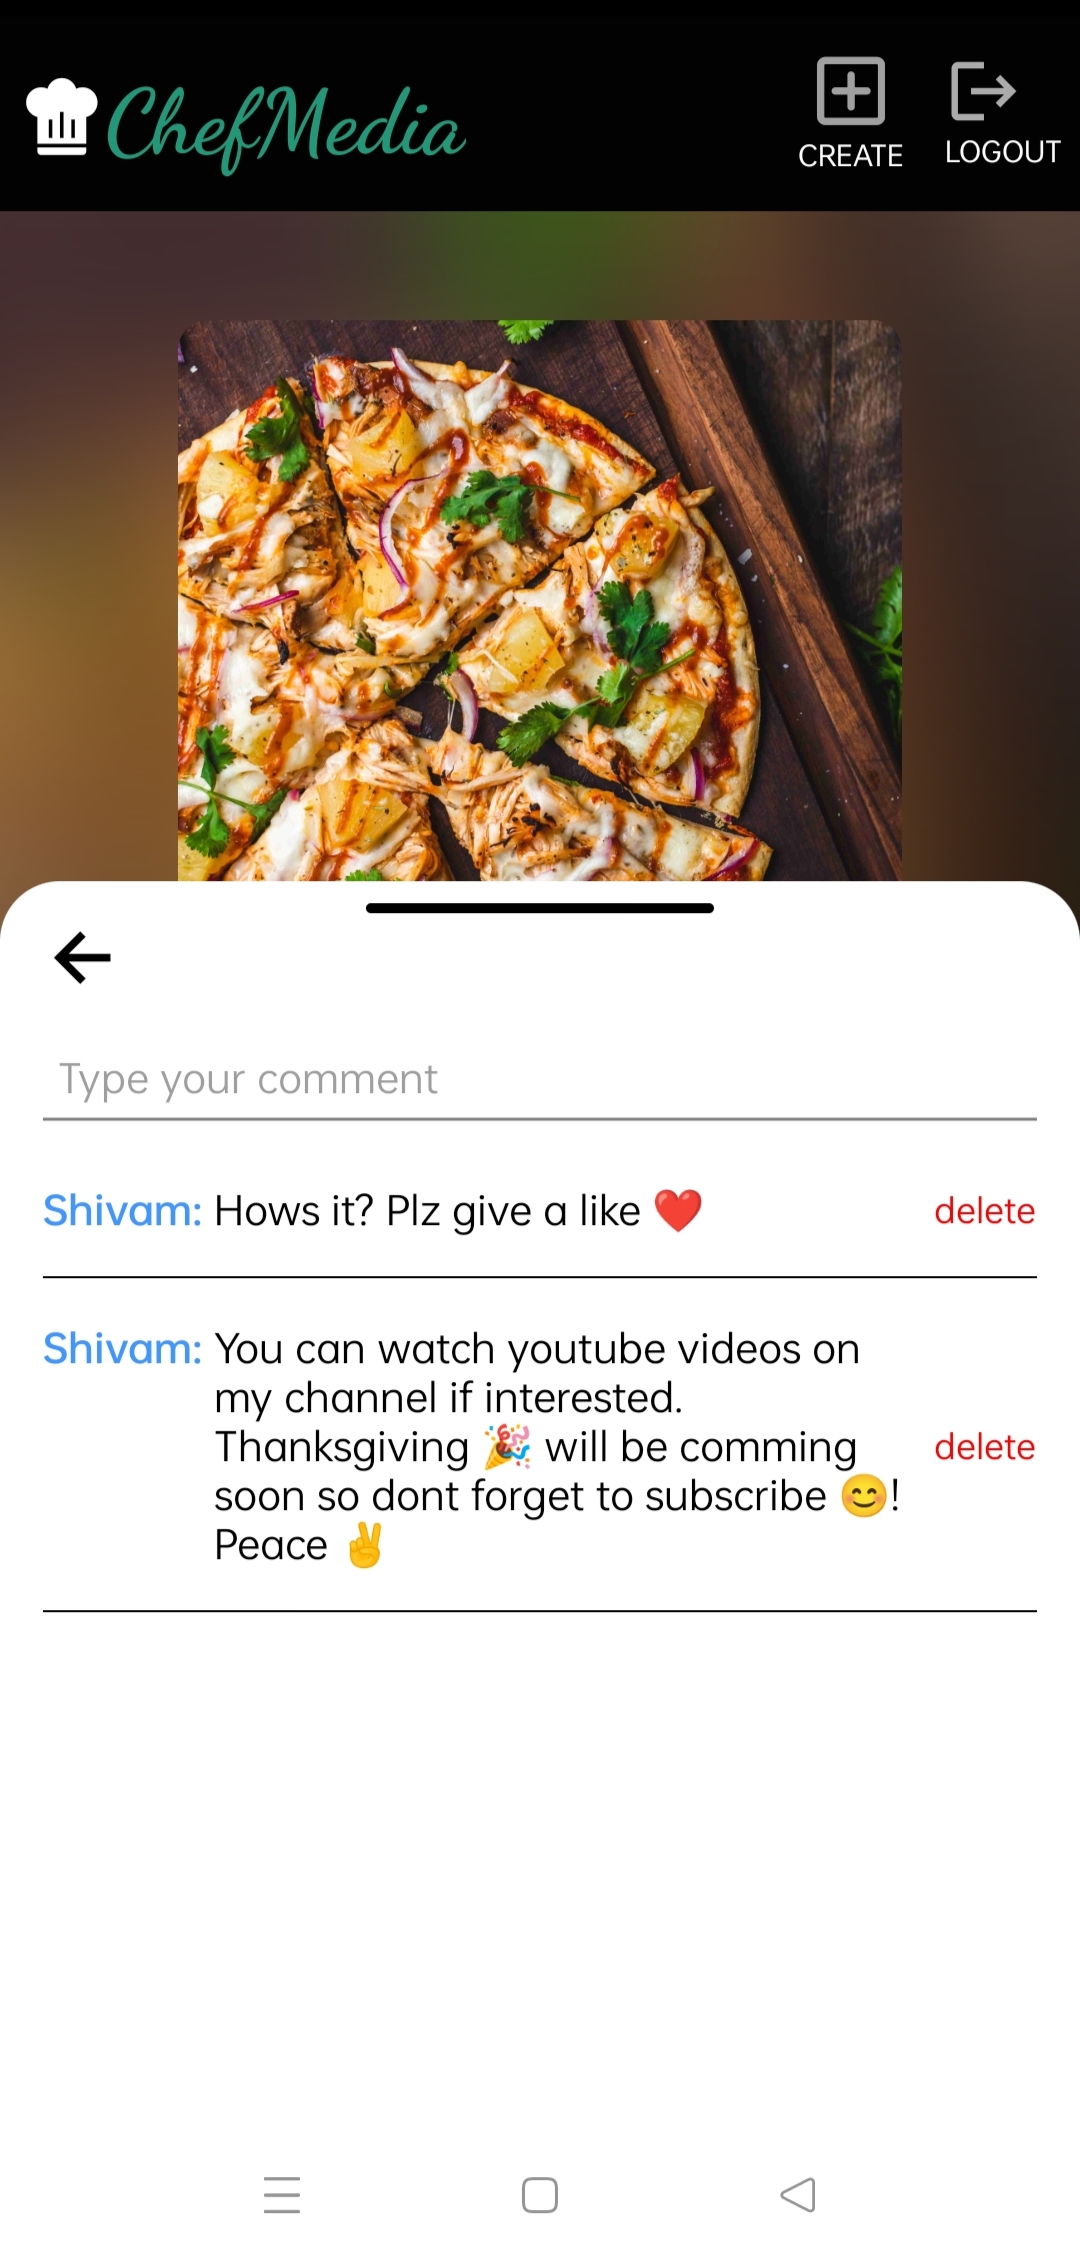 ChefMedia
CREATE
LOGOUT
Type your comment
Shivam: Hows it? Plz give a like ❤️ delete
Shivam: You can watch youtube videos on
my channel if interested.
Thanksgiving 🎉 will be comming delete
soon so dont forget to subscribe 😊!
Peace ✌️